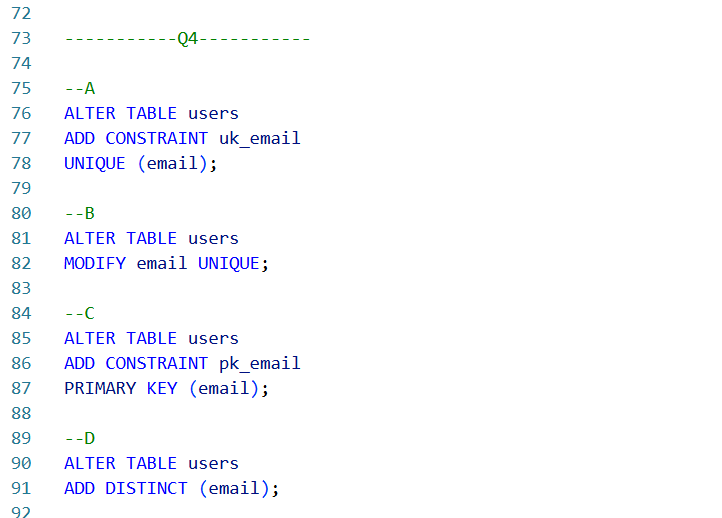 72
73 -----------Q4-----------
74
75 --A
76 ALTER TABLE users
77 ADD CONSTRAINT uk_email
78 UNIQUE (email);
79
80 --B
81 ALTER TABLE users
82 MODIFY email UNIQUE;
83
84 --C
85 ALTER TABLE users
86 ADD CONSTRAINT pk_email
87 PRIMARY KEY (email);
88
89 --D
90 ALTER TABLE users
91 ADD DISTINCT (email);
92